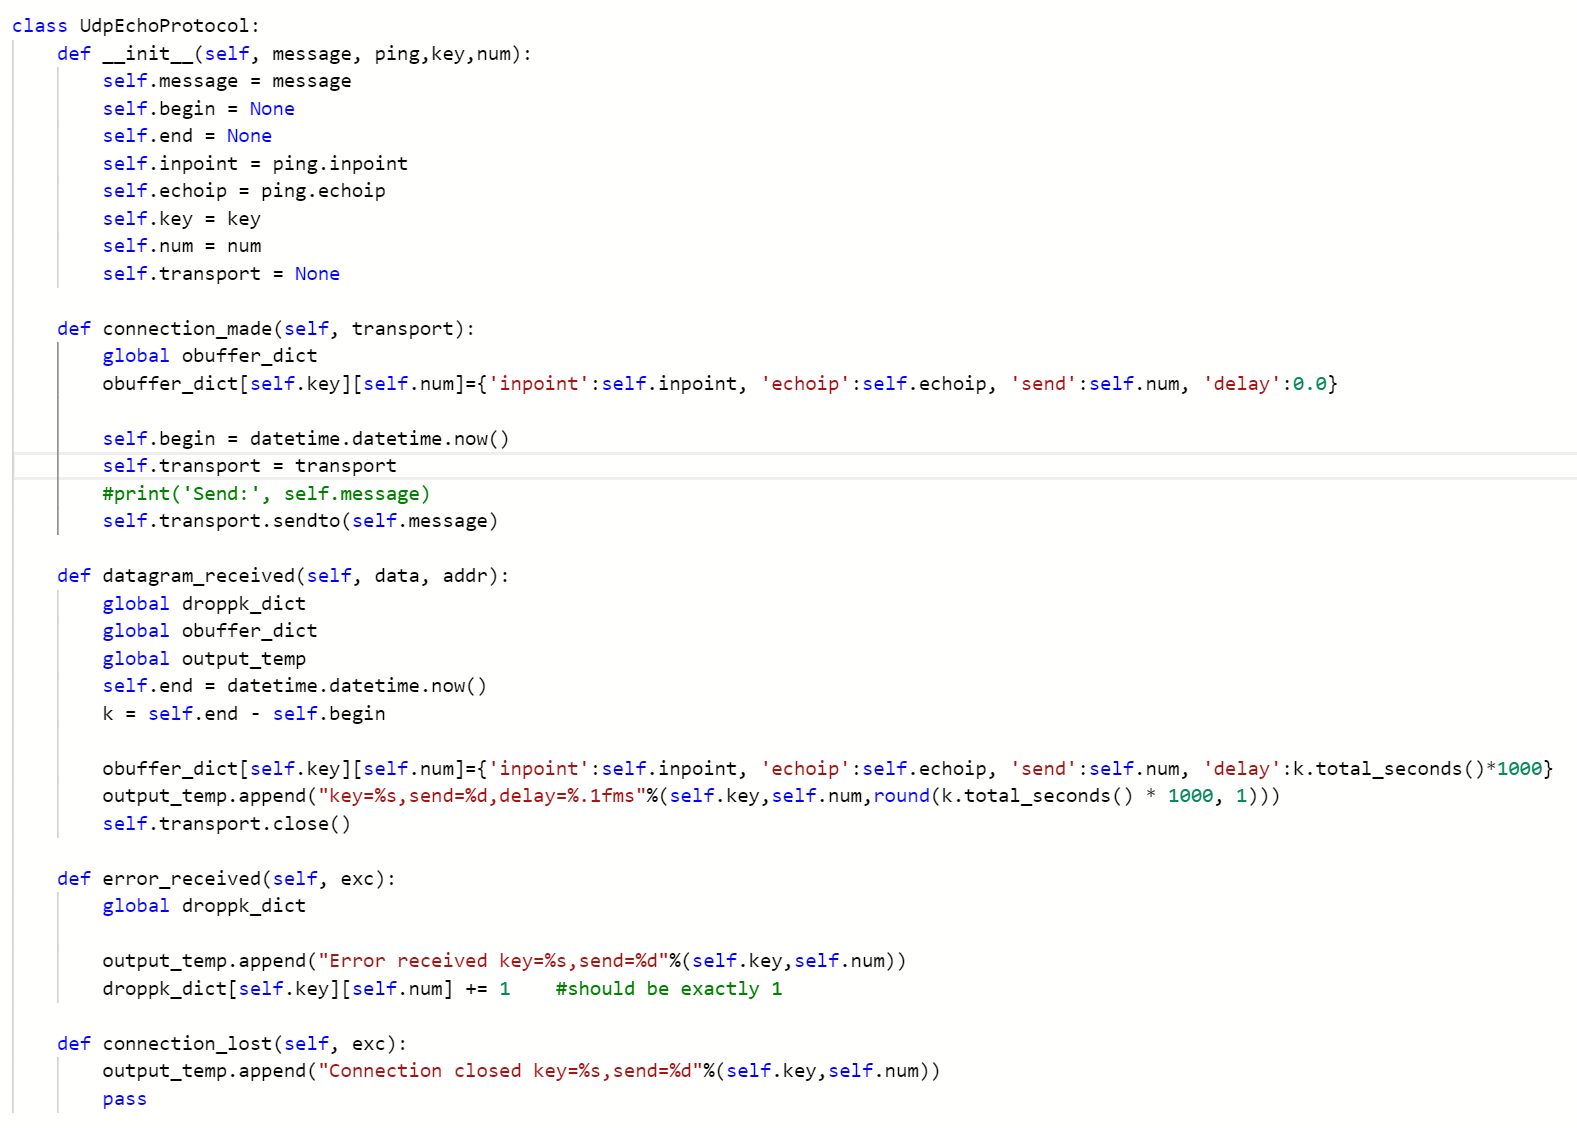 class UdpEchoProtocol:
    def __init__(self, message, ping,key,num):
        self.message = message
        self.begin = None
        self.end = None
        self.inpoint = ping.inpoint
        self.echoip = ping.echoip
        self.key = key
        self.num = num
        self.transport = None

    def connection_made(self, transport):
        global obuffer_dict
        obuffer_dict[self.key][self.num]={'inpoint':self.inpoint, 'echoip':self.echoip, 'send':self.num, 'delay':0.0}

        self.begin = datetime.datetime.now()
        self.transport = transport
        #print('Send:', self.message)
        self.transport.sendto(self.message)

    def datagram_received(self, data, addr):
        global droppk_dict
        global obuffer_dict
        global output_temp
        self.end = datetime.datetime.now()
        k = self.end - self.begin

        obuffer_dict[self.key][self.num]={'inpoint':self.inpoint, 'echoip':self.echoip, 'send':self.num, 'delay':k.total_seconds()*1000}
        output_temp.append("key=%s,send=%d,delay=%.1fms"%(self.key,self.num,round(k.total_seconds() * 1000, 1)))
        self.transport.close()

    def error_received(self, exc):
        global droppk_dict

        output_temp.append("Error received key=%s,send=%d"%(self.key,self.num))
        droppk_dict[self.key][self.num] += 1    #should be exactly 1

    def connection_lost(self, exc):
        output_temp.append("Connection closed key=%s,send=%d"%(self.key,self.num))
        pass